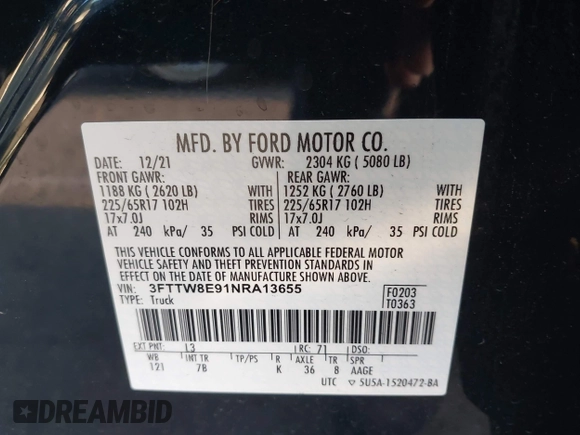 MFD. BY FORD MOTOR CO.
DATE: 12/21 GVWR: 2304 KG ( 5080 LB)
FRONT GAWR: REAR GAWR:
1188 KG ( 2620 LB) WITH 1252 KG ( 2760 LB) WITH
225/65R17 102H TIRES 225/65R17 102H TIRES
17x7.0J RIMS 17x7.0J RIMS
AT 240 kPa/ 35 PSI COLD AT 240 kPa/ 35 PSI COLD
THIS VEHICLE CONFORMS TO ALL APPLICABLE FEDERAL MOTOR
VEHICLE SAFETY AND THEFT PREVENTION STANDARDS IN
EFFECT ON THE DATE OF MANUFACTURE SHOWN ABOVE.
VIN: 3FTTW8E91NRA13655 F0203
TYPE: Truck T0363
EXT PNT: L3 RC: 71 DSO:
WB INT TR TP/PS R AXLE TR SPR
121 7B K 36 8 AAGE
UTC 5U5A-1520472-BA
DREAMBID